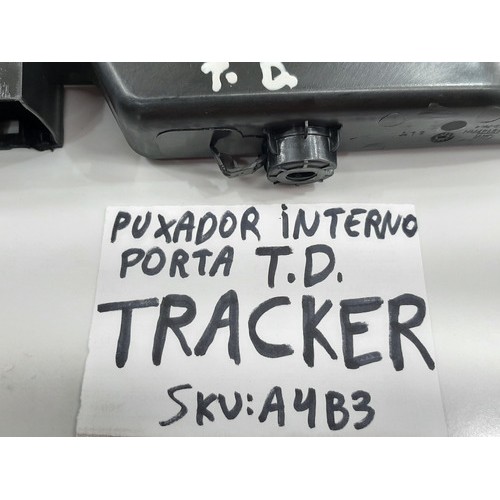 T. D.
PUXADOR INTERNO
PORTA T.D.
TRACKER
SKU: A4B3